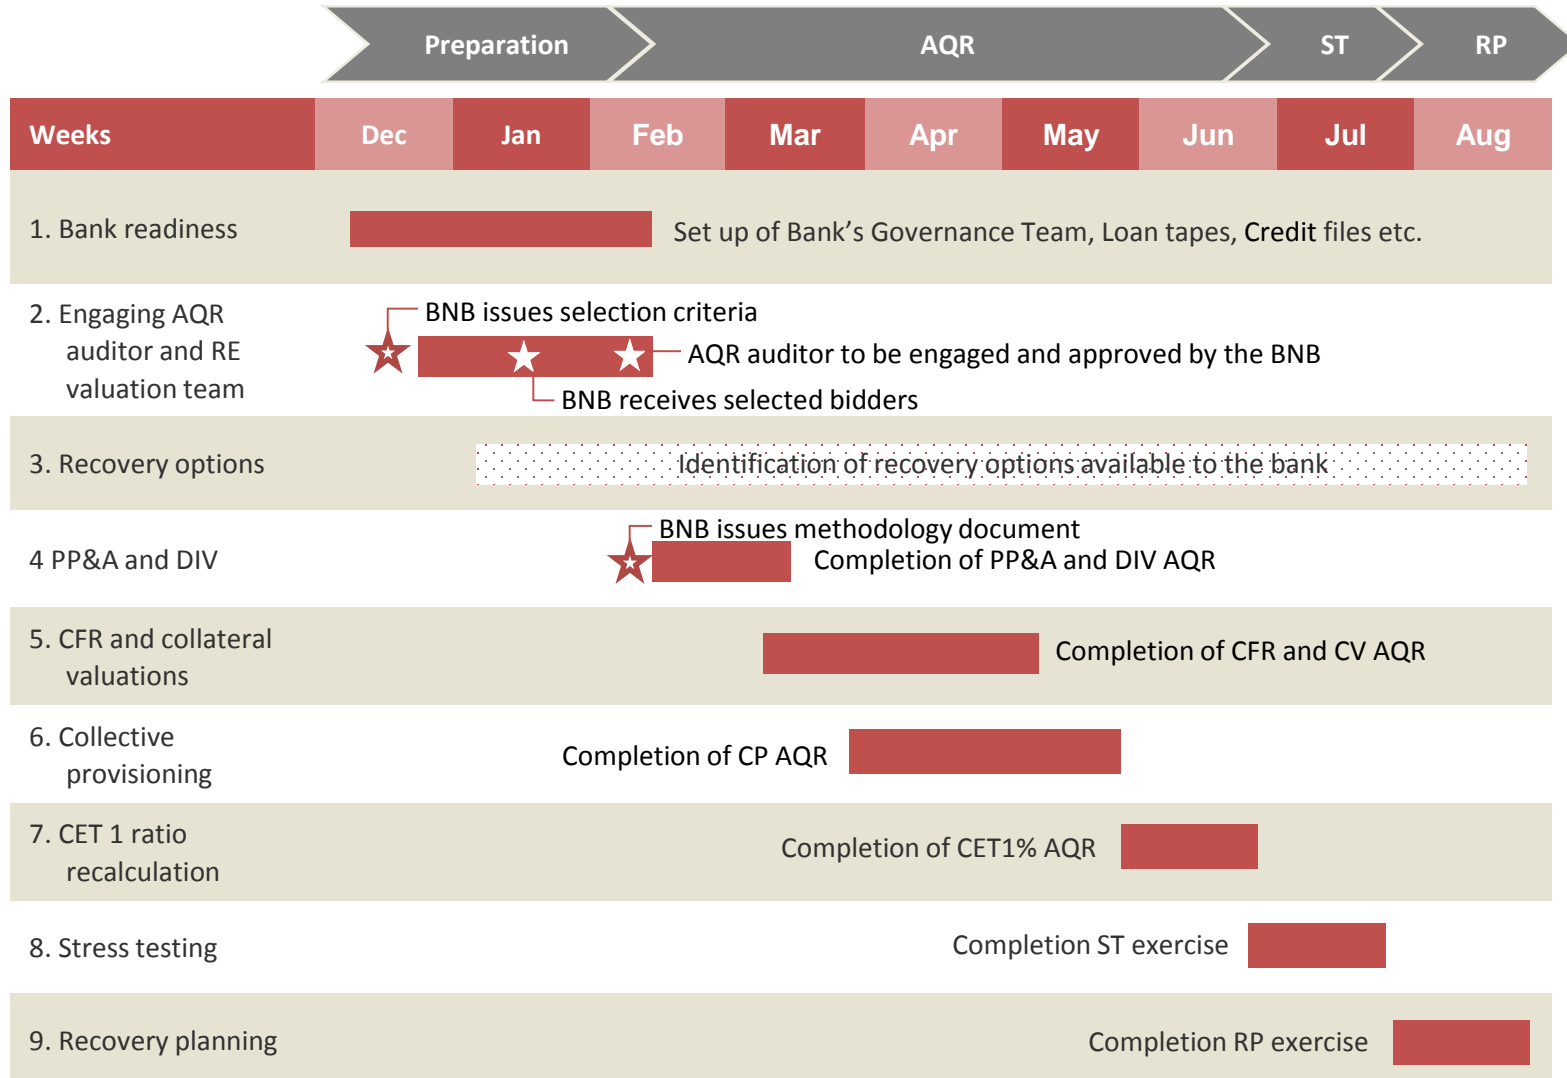 Preparation AQR ST RP
Weeks Dec Jan Feb Mar Apr May Jun Jul Aug
1. Bank readiness
Set up of Bank's Governance Team, Loan tapes, Credit files etc.
2. Engaging AQR
auditor and RE
valuation team
BNB issues selection criteria
AQR auditor to be engaged and approved by the BNB
BNB receives selected bidders
3. Recovery options
Identification of recovery options available to the bank
4 PP&A and DIV
BNB issues methodology document
Completion of PP&A and DIV AQR
5. CFR and collateral
valuations
Completion of CFR and CV AQR
6. Collective
provisioning
Completion of CP AQR
7. CET 1 ratio
recalculation
Completion of CET1% AQR
8. Stress testing
Completion ST exercise
9. Recovery planning
Completion RP exercise